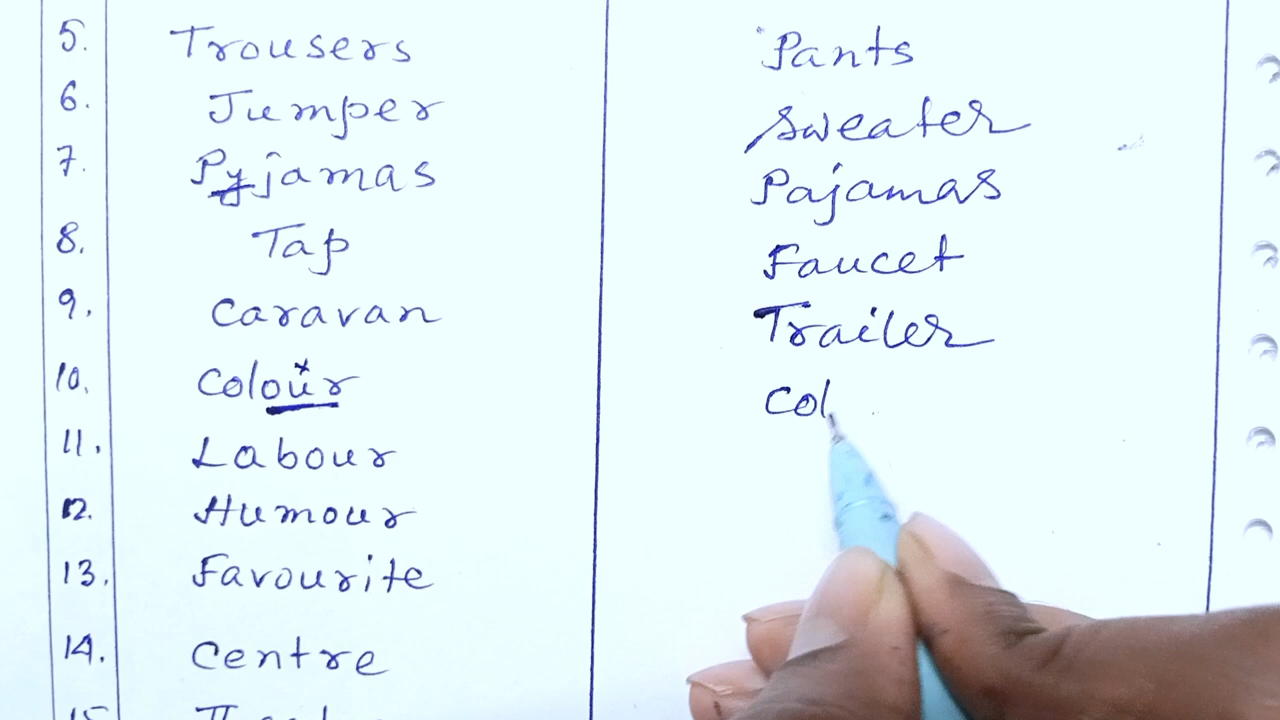 5. Trousers Pants
6. Jumper Sweater
7. Pyjamas Pajamas
8. Tap Faucet
9. Caravan Trailer
10. Colour Col
11. Labour
12. Humour
13. Favourite
14. Centre
15.